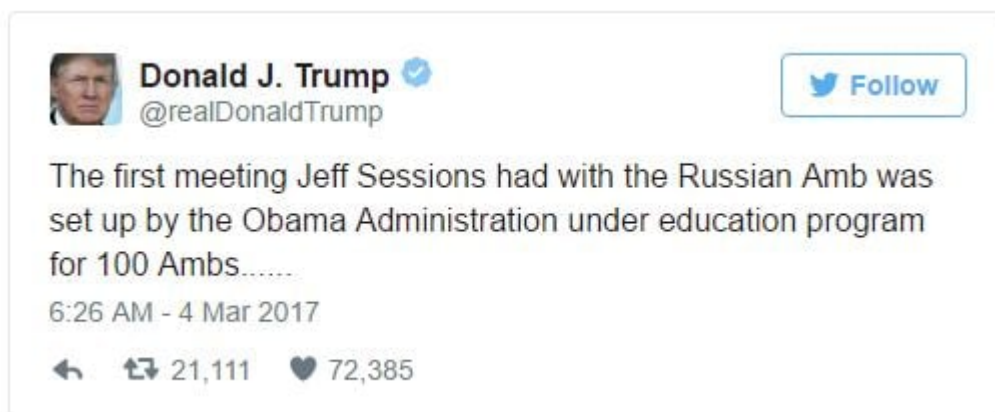 Donald J. Trump
@realDonaldTrump
Follow
The first meeting Jeff Sessions had with the Russian Amb was
set up by the Obama Administration under education program
for 100 Ambs......
6:26 AM - 4 Mar 2017
21,111 72,385